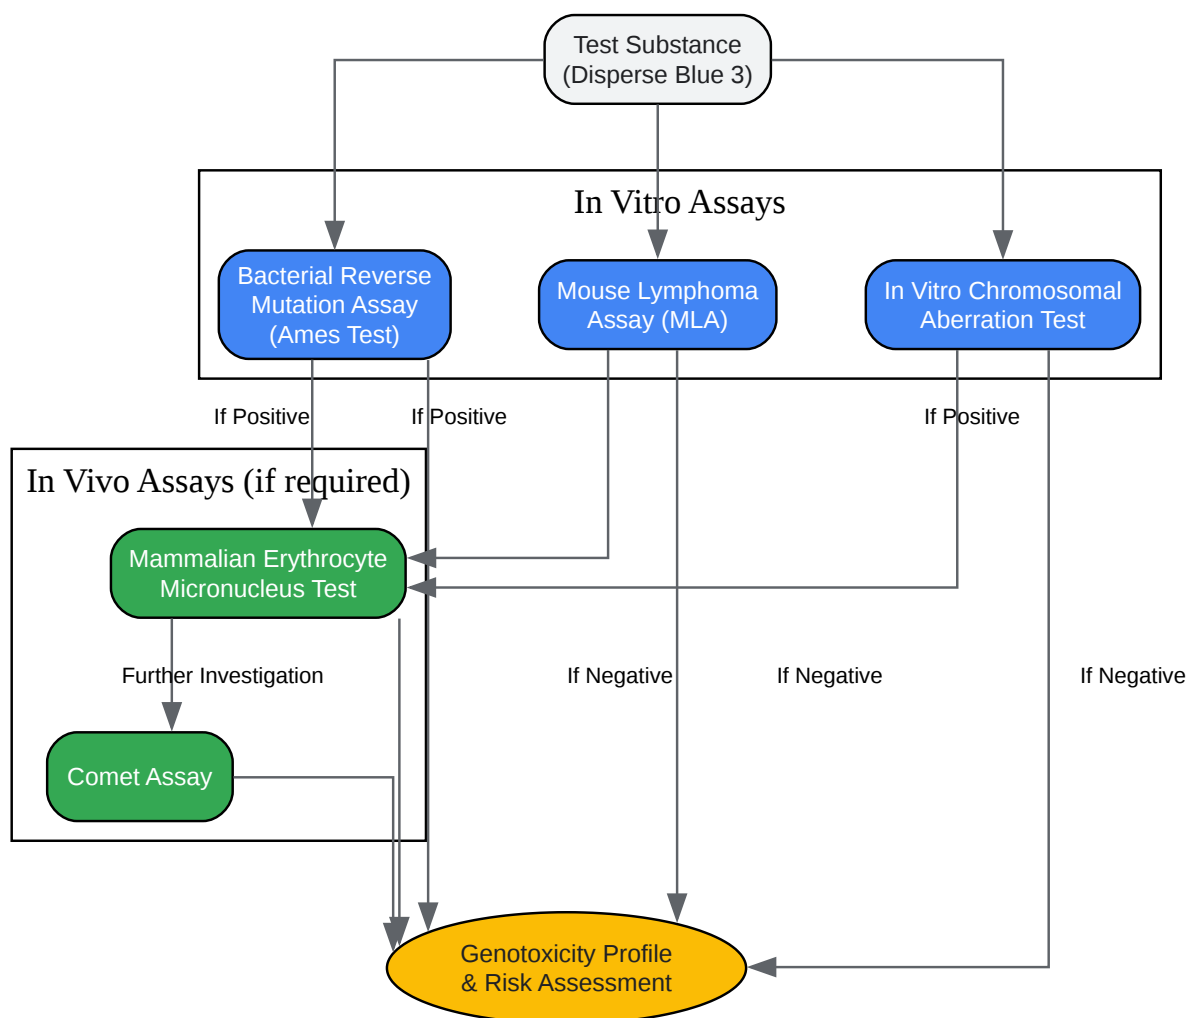 Test Substance
(Disperse Blue 3)
In Vitro Assays
Bacterial Reverse
Mutation Assay
(Ames Test)
Mouse Lymphoma
Assay (MLA)
In Vitro Chromosomal
Aberration Test
If Positive
If Positive
If Positive
In Vivo Assays (if required)
Mammalian Erythrocyte
Micronucleus Test
Further Investigation
If Negative
If Negative
If Negative
Comet Assay
Genotoxicity Profile
& Risk Assessment